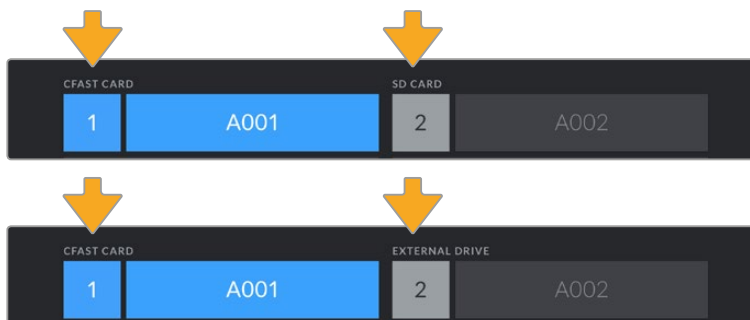 CFAST CARD SD CARD
1 A001 2 A002
CFAST CARD EXTERNAL DRIVE
1 A001 2 A002